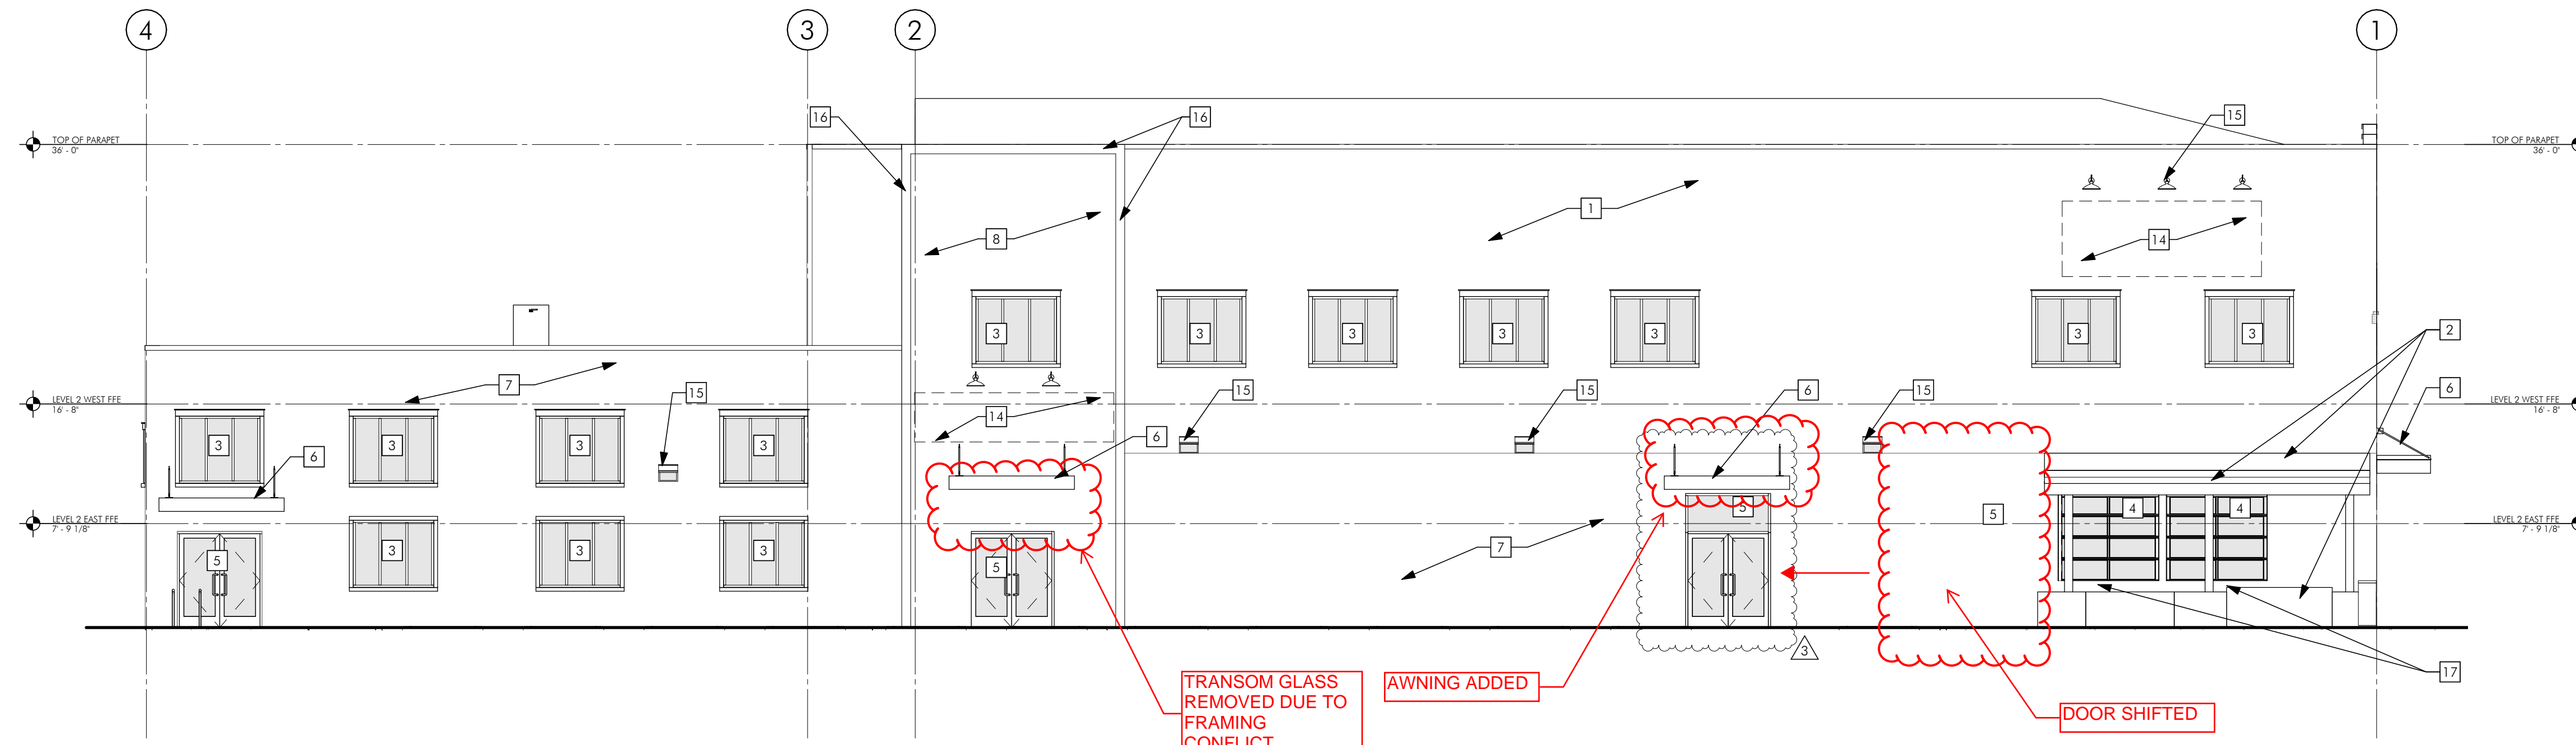 4
3
2
1
16
16
15
TOP OF PARAPET
36' - 0"
TOP OF PARAPET
36' - 0"
1
8
14
3
3
3
3
3
3
3
2
7
15
15
15
6
15
6
LEVEL 2 WEST FFE
16' - 8"
LEVEL 2 WEST FFE
16' - 8"
14
6
3
3
3
3
6
LEVEL 2 EAST FFE
7' - 9 1/8"
5
5
4
4
LEVEL 2 EAST FFE
7' - 9 1/8"
5
3
3
3
5
7
3
17
TRANSOM GLASS
REMOVED DUE TO
FRAMING
CONFLICT
AWNING ADDED
DOOR SHIFTED